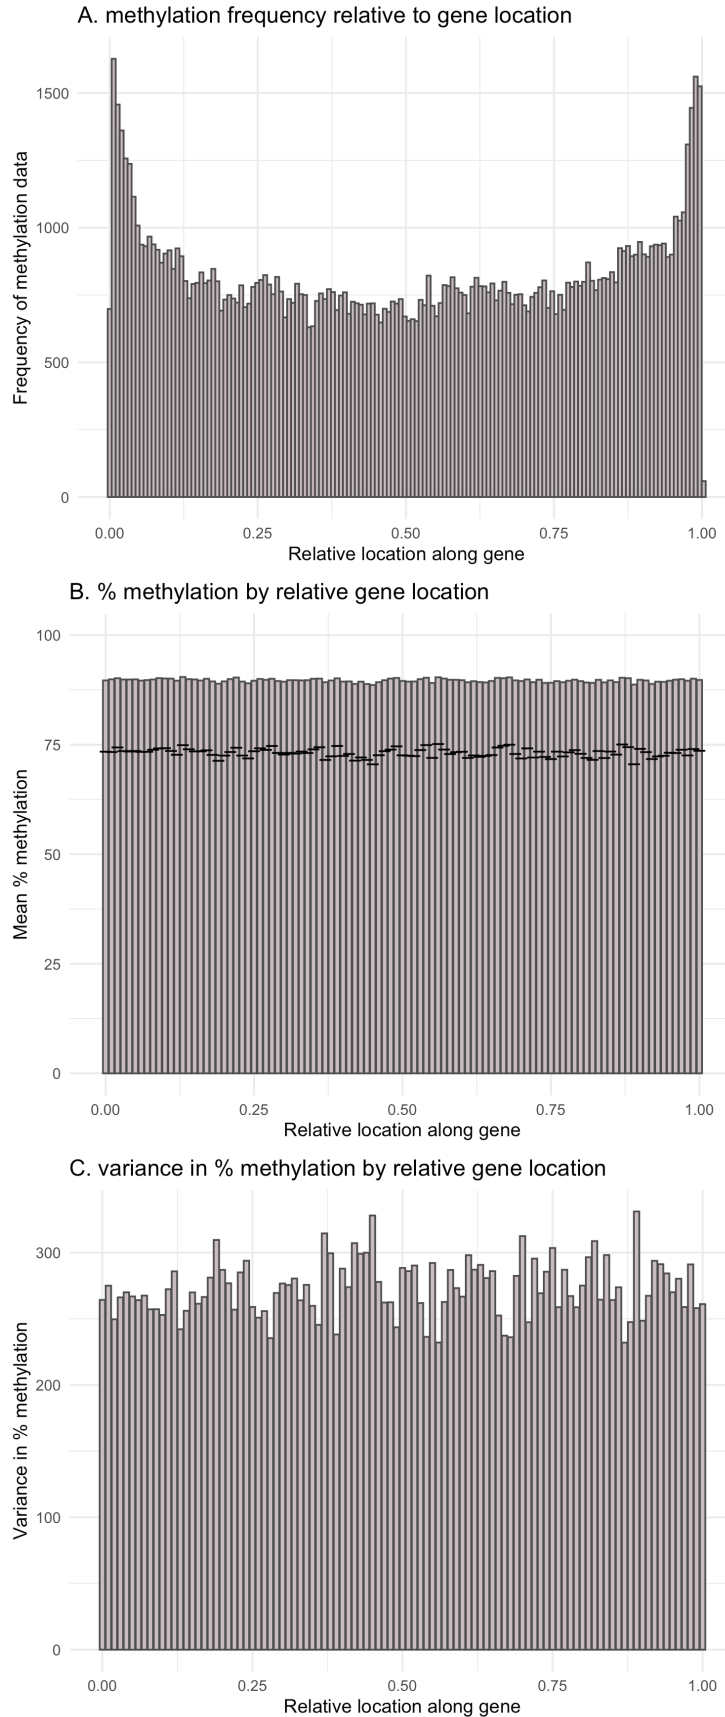 A. methylation frequency relative to gene location
Frequency of methylation data
1500
1000
500
0
0.00 0.25 0.50 0.75 1.00
Relative location along gene
B. % methylation by relative gene location
Mean % methylation
100
75
50
25
0
0.00 0.25 0.50 0.75 1.00
Relative location along gene
C. variance in % methylation by relative gene location
Variance in % methylation
300
200
100
0
0.00 0.25 0.50 0.75 1.00
Relative location along gene